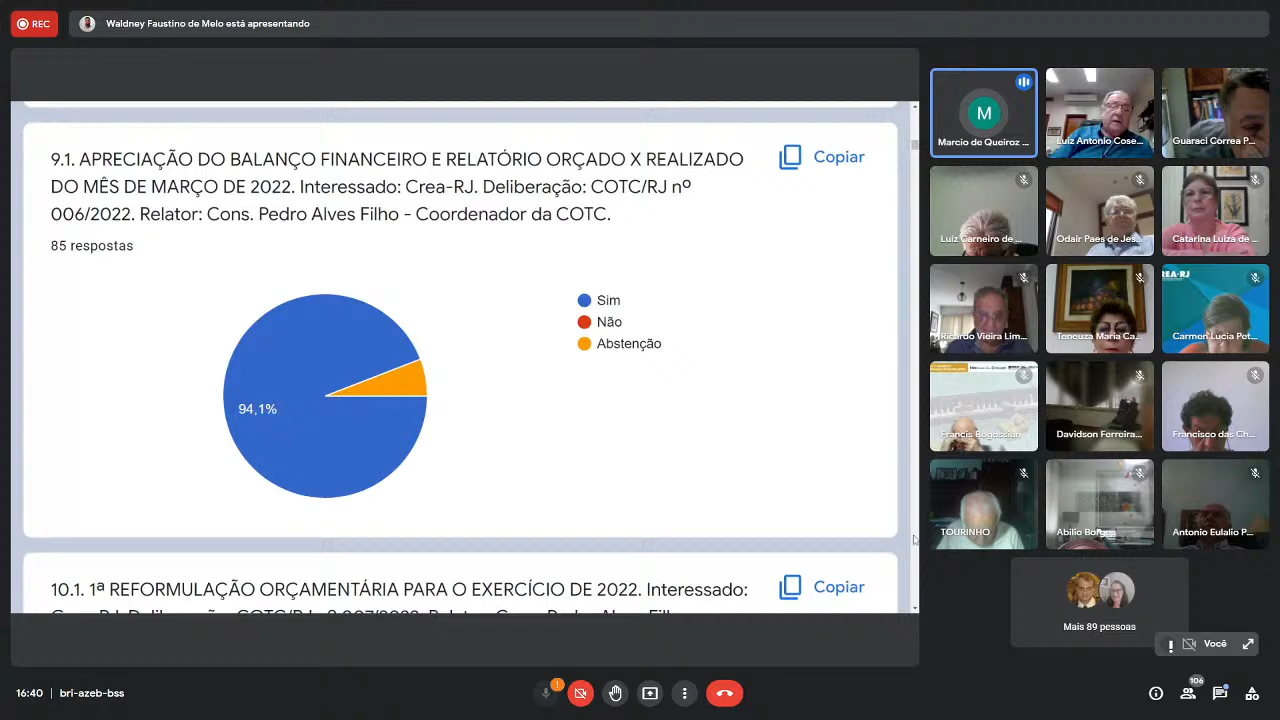 REC
Waldney Faustino de Melo está apresentando
9.1. APRECIAÇÃO DO BALANÇO FINANCEIRO E RELATÓRIO ORÇADO X REALIZADO
DO MÊS DE MARÇO DE 2022. Interessado: Crea-RJ. Deliberação: COTC/RJ nº
006/2022. Relator: Cons. Pedro Alves Filho - Coordenador da COTC.
Copiar
85 respostas
Sim
Não
Abstenção
94,1%
10.1. 1ª REFORMULAÇÃO ORÇAMENTÁRIA PARA O EXERCÍCIO DE 2022. Interessado:
Copiar
M
Marcio de Queiroz ...
Luiz Antonio Cose...
Guaraci Correa P...
Luiz Carneiro de ...
Odair Paes de Jes...
Catarina Luiza de ...
Ricardo Vieira Lim...
Teneuza Maria Ca...
CREA-RJ
Carmen Lucia Pet...
Francis Bogossian
Davidson Ferreira...
Francisco das Ch...
TOURINHO
Abilio Borges
Antonio Eulalio P...
Mais 89 pessoas
Você
16:40 | bri-azeb-bss
106